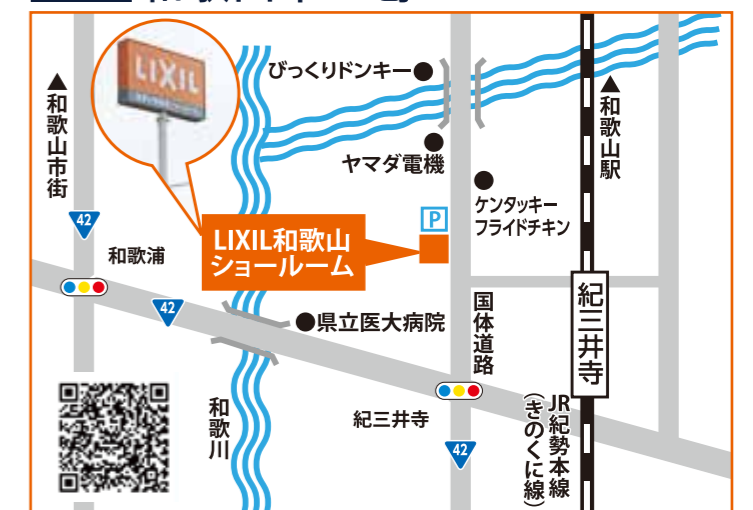 LIXIL
びっくりドンキー
▲和歌山市街
▲和歌山駅
ヤマダ電機
ケンタッキー
フライドチキン
P
42
LIXIL和歌山
ショールーム
和歌浦
42
県立医大病院
国体道路
紀三井寺
和歌川
紀三井寺
42
JR紀勢本線
(きのくに線)